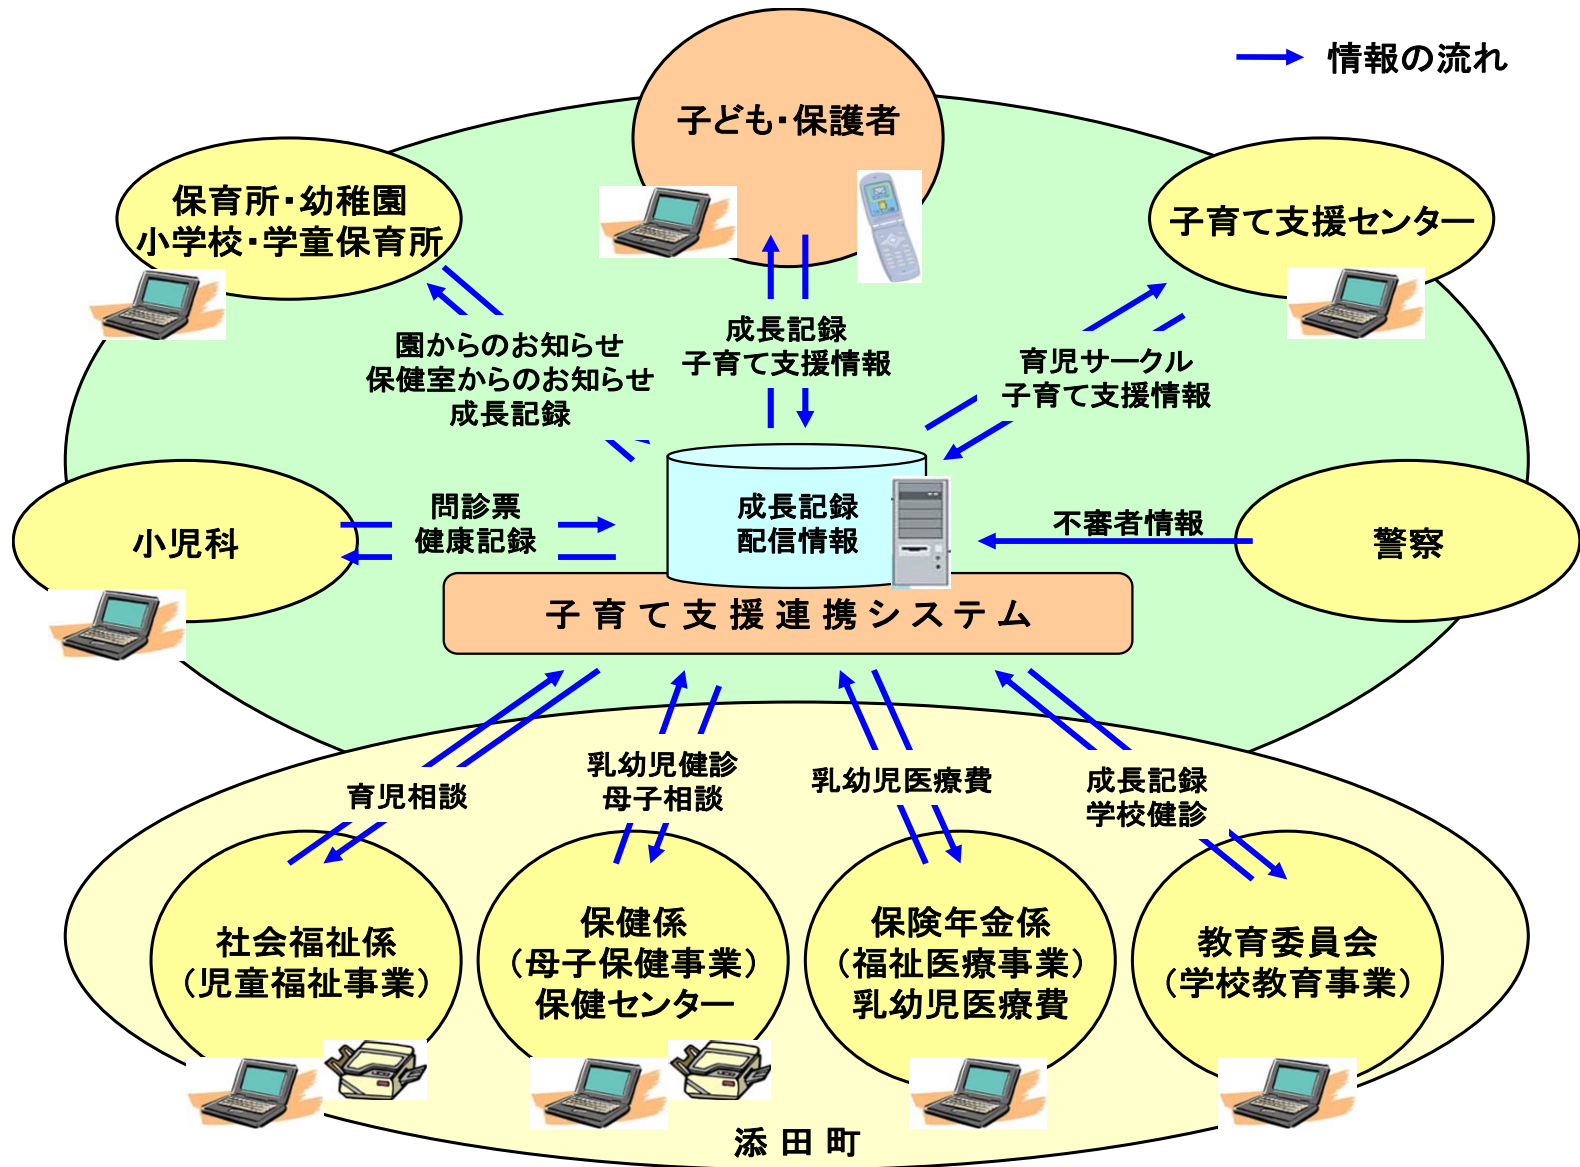 情報の流れ
子ども・保護者
保育所・幼稚園
小学校・学童保育所
子育て支援センター
園からのお知らせ
保健室からのお知らせ
成長記録
成長記録
子育て支援情報
育児サークル
子育て支援情報
小児科
問診票
健康記録
成長記録
配信情報
不審者情報
警察
子育て支援連携システム
育児相談
乳幼児健診
母子相談
乳幼児医療費
成長記録
学校健診
社会福祉係
（児童福祉事業）
保健係
（母子保健事業）
保健センター
保険年金係
（福祉医療事業）
乳幼児医療費
教育委員会
（学校教育事業）
添田町